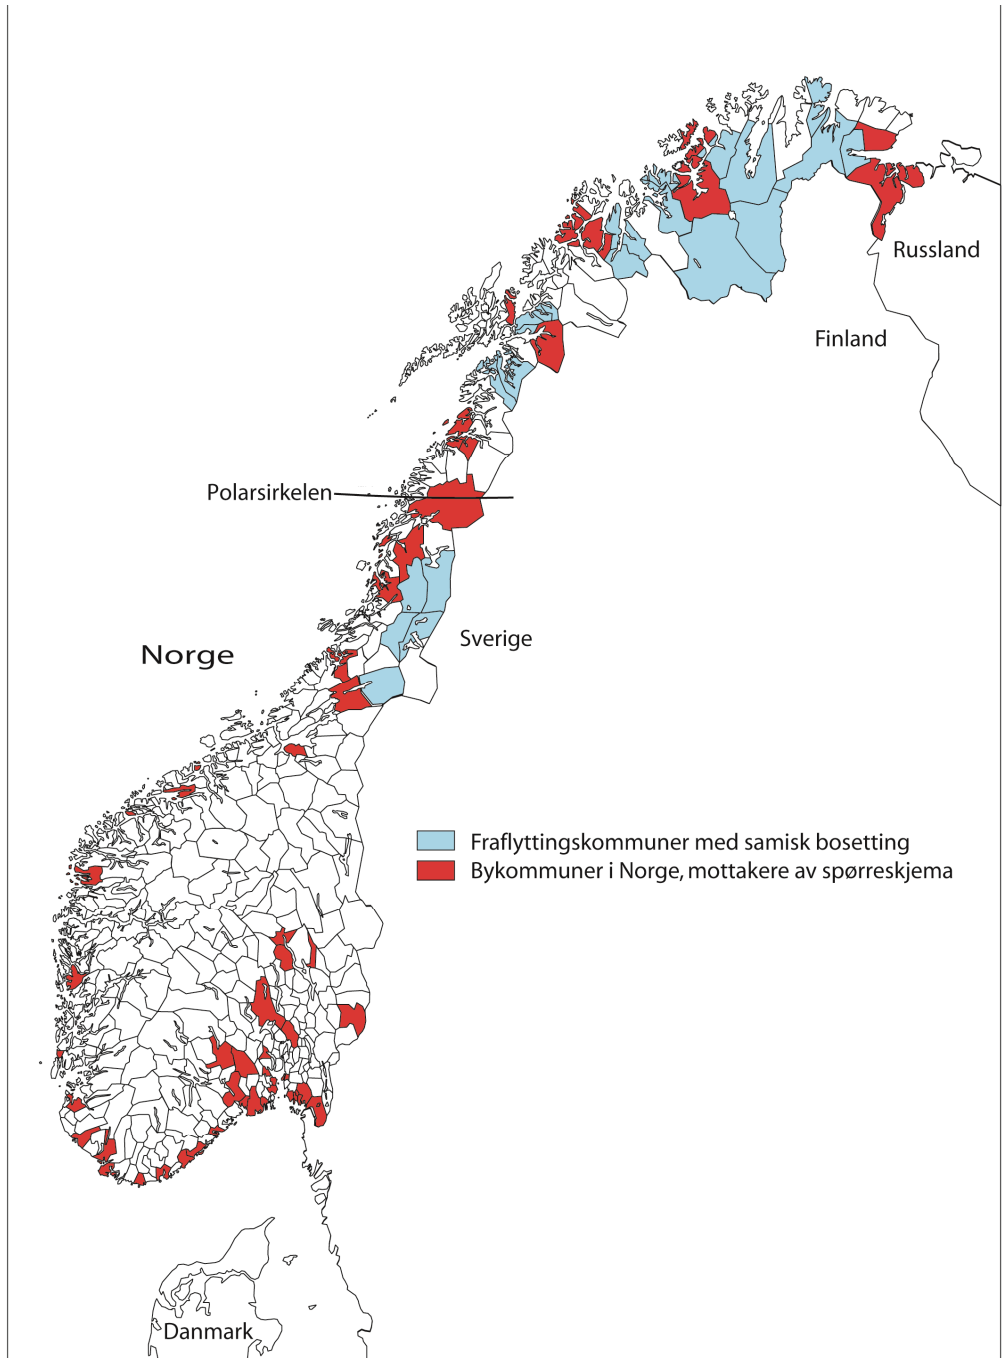 Russland
Finland
Polarsirkelen
Sverige
Norge
Fraflyttingskommuner med samisk bosetting
Bykommuner i Norge, mottakere av spørreskjema
Danmark